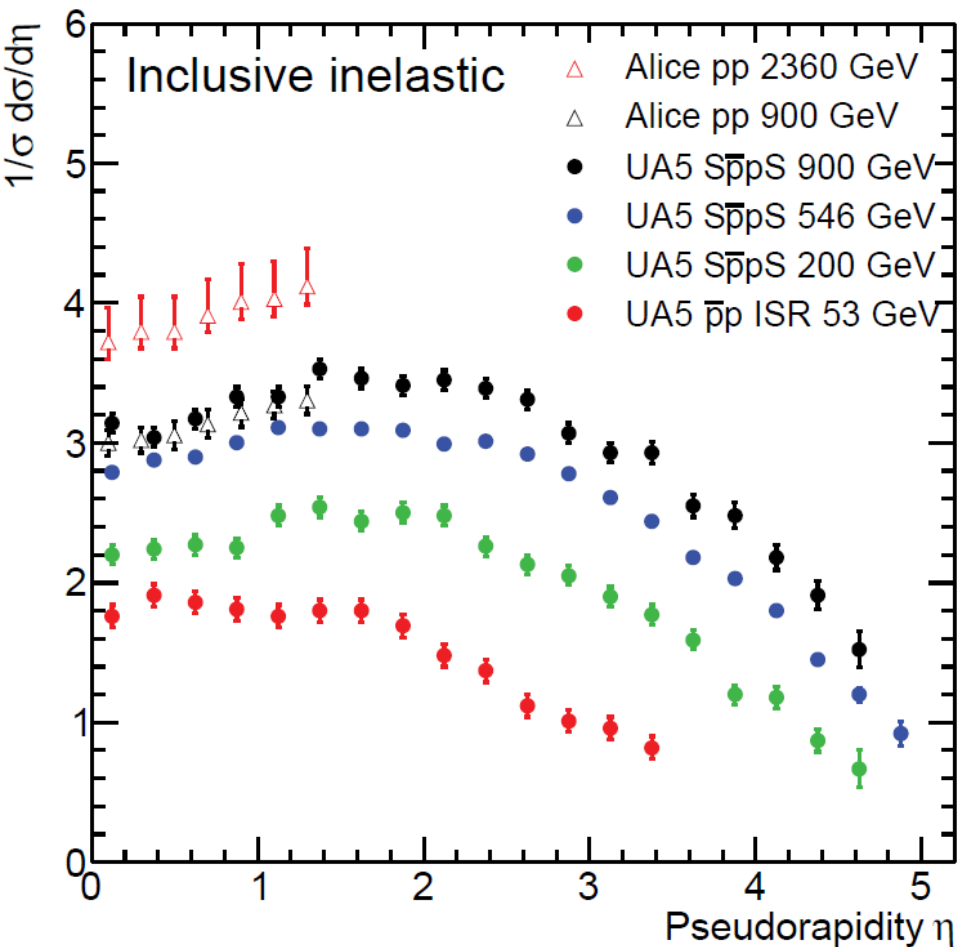 1/σ dσ/dη
6
5
4
3
2
1
0
Inclusive inelastic
Alice pp 2360 GeV
Alice pp 900 GeV
UA5 Sp̅pS 900 GeV
UA5 Sp̅pS 546 GeV
UA5 Sp̅pS 200 GeV
UA5 p̅p ISR 53 GeV
0 1 2 3 4 5
Pseudorapidity η